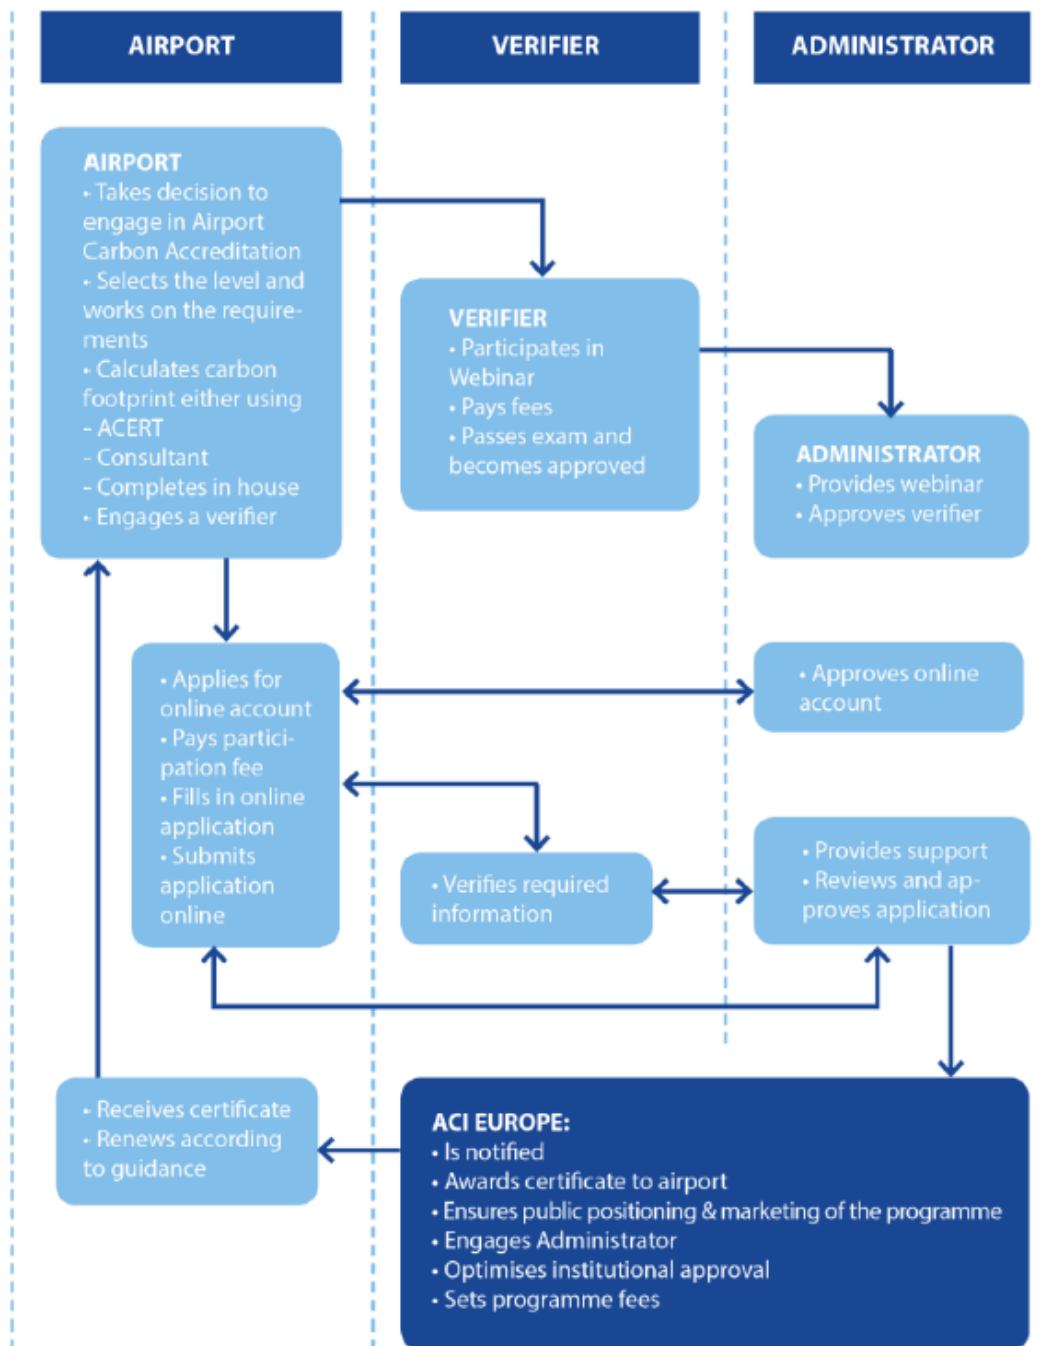 AIRPORT
VERIFIER
ADMINISTRATOR
AIRPORT
• Takes decision to
engage in Airport
Carbon Accreditation
• Selects the level and
works on the require-
ments
• Calculates carbon
footprint either using
- ACERT
- Consultant
- Completes in house
• Engages a verifier
VERIFIER
• Participates in
Webinar
• Pays fees
• Passes exam and
becomes approved
ADMINISTRATOR
• Provides webinar
• Approves verifier
• Applies for
online account
• Pays partici-
pation fee
• Fills in online
application
• Submits
application
online
• Approves online
account
• Verifies required
information
• Provides support
• Reviews and ap-
proves application
• Receives certificate
• Renews according
to guidance
ACI EUROPE:
• Is notified
• Awards certificate to airport
• Ensures public positioning & marketing of the programme
• Engages Administrator
• Optimises institutional approval
• Sets programme fees